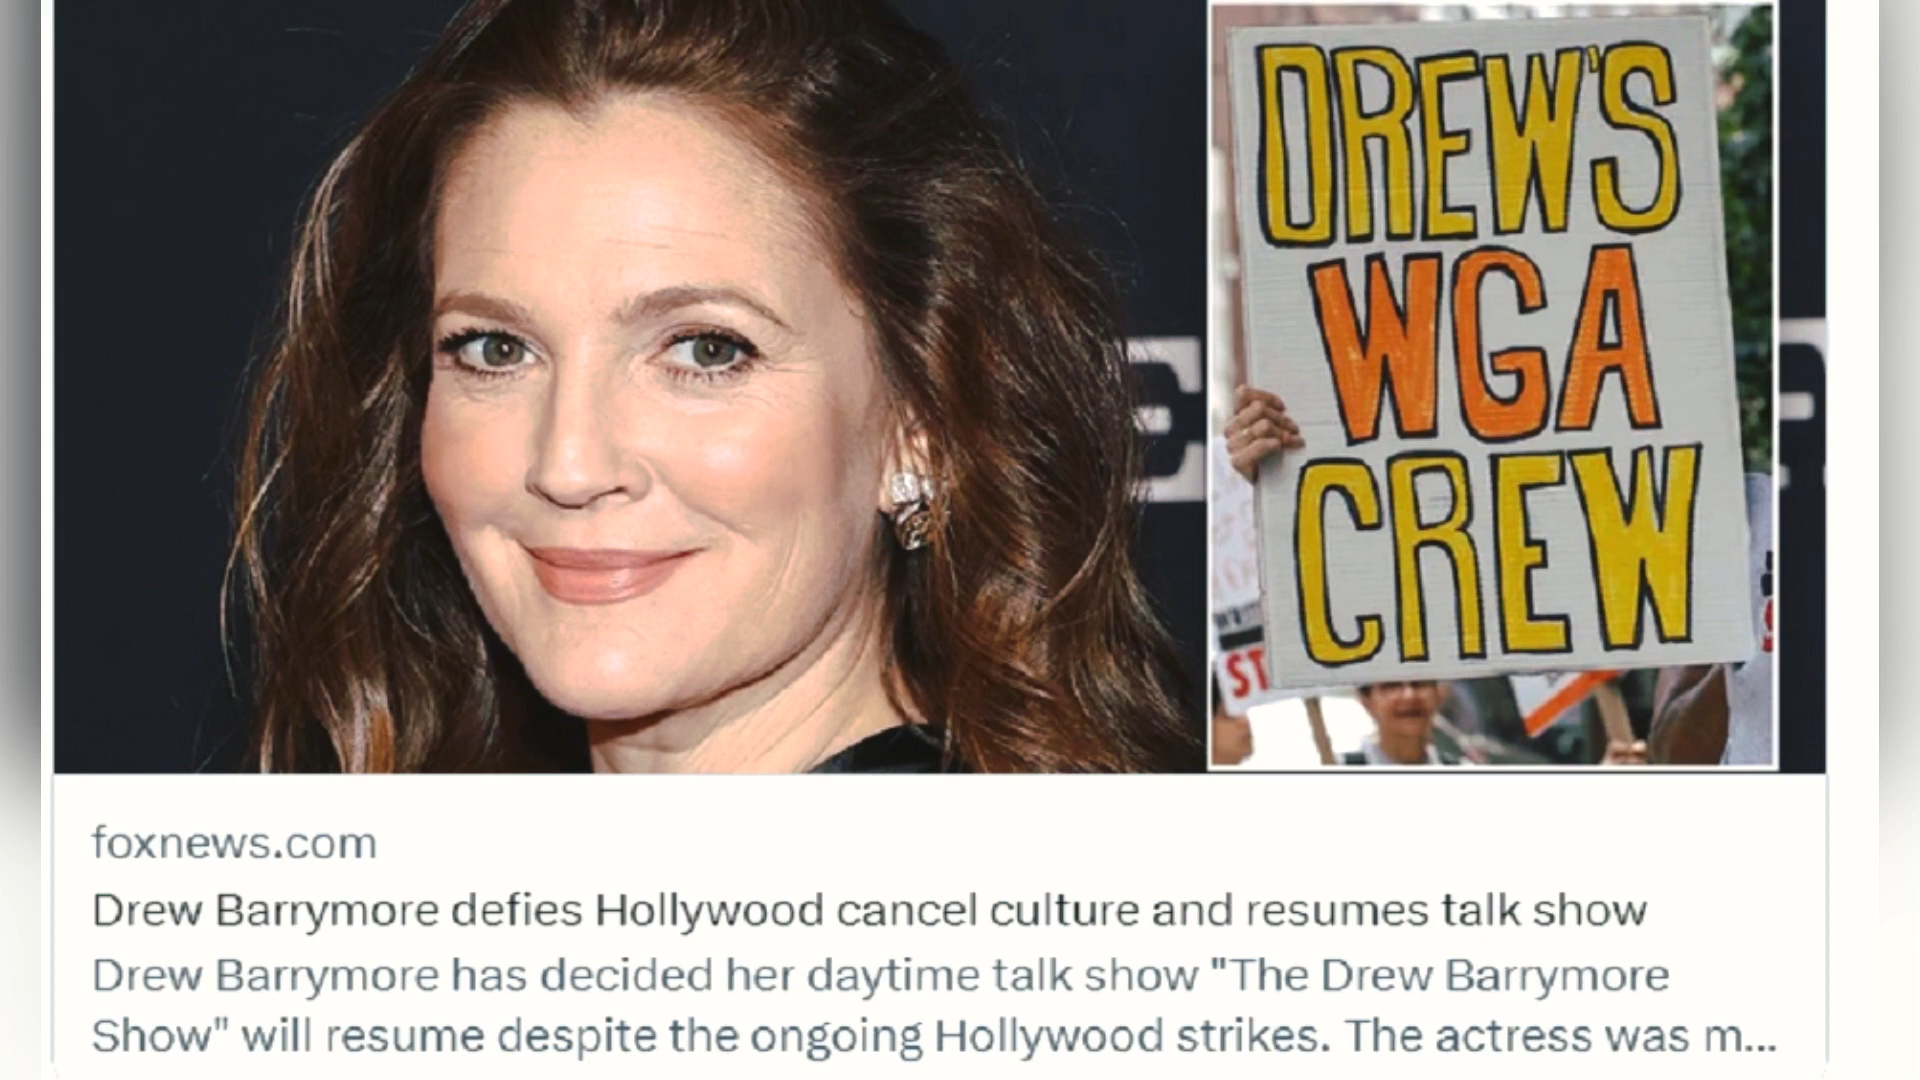 DREW'S
WGA
CREW
ST
foxnews.com
Drew Barrymore defies Hollywood cancel culture and resumes talk show
Drew Barrymore has decided her daytime talk show "The Drew Barrymore
Show" will resume despite the ongoing Hollywood strikes. The actress was m...